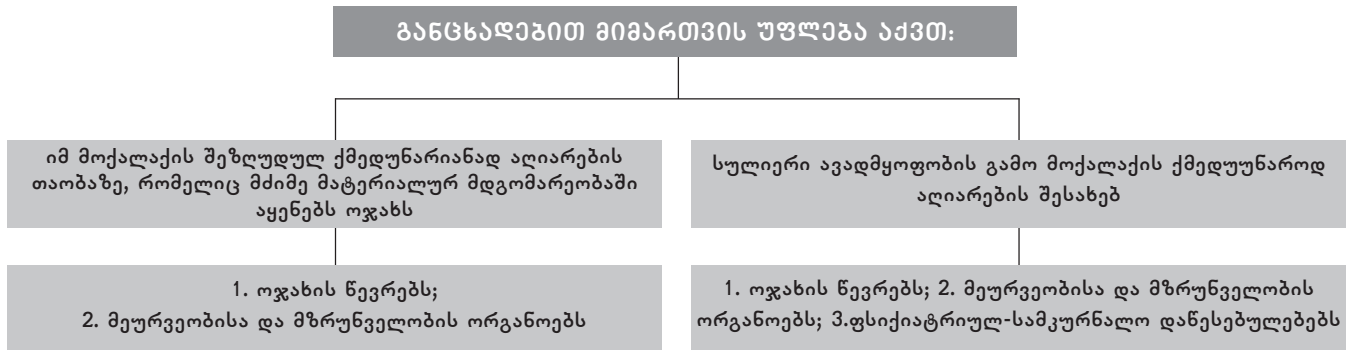 განცხადებით მიმართვის უფლება აქვთ:
იმ მოქალაქის შეზღუდულ ქმედუნარიანად აღიარების
თაობაზე, რომელიც მძიმე მატერიალურ მდგომარეობაში
აყენებს ოჯახს
სულიერი ავადმყოფობის გამო მოქალაქის ქმედუუნაროდ
აღიარების შესახებ
1. ოჯახის წევრებს;
2. მეურვეობისა და მზრუნველობის ორგანოებს
1. ოჯახის წევრებს; 2. მეურვეობისა და მზრუნველობის
ორგანოებს; 3.ფსიქიატრიულ-სამკურნალო დაწესებულებებს